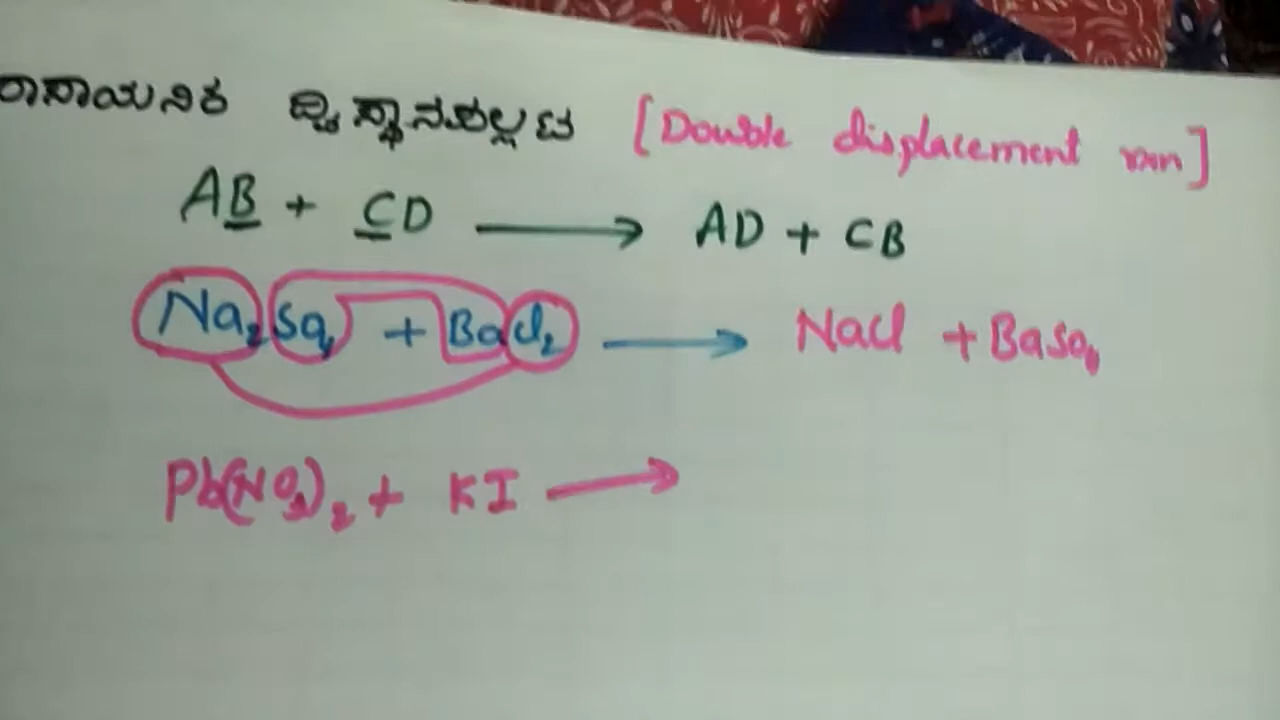 ರಾಸಾಯನಿಕ ದ್ವಿಸ್ಥಾನಪಲ್ಲಟ [Double displacement rxn]
AB + CD ⟶ AD + CB
Na₂SO₄ + BaCl₂ ⟶ NaCl + BaSO₄
Pb(NO₃)₂ + KI ⟶